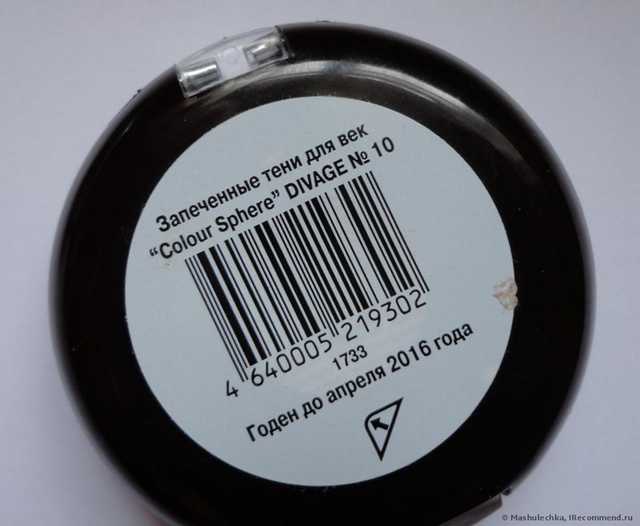 Запеченные тени для век
“Colour Sphere” DIVAGE № 10
4 640005 219302
1733
Годен до апреля 2016 года
© Mashulechka, IRecommend.ru